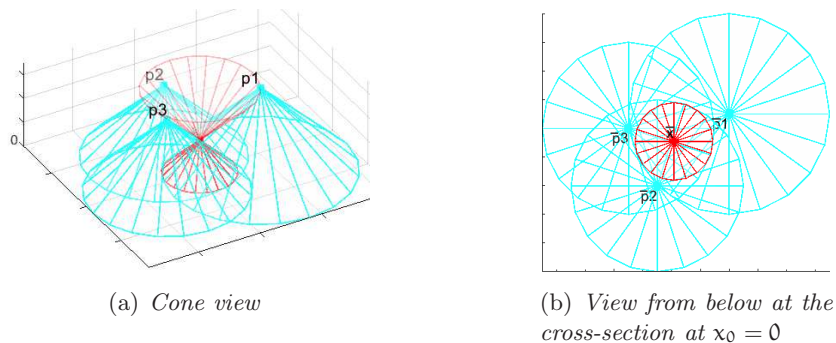 p2
p1
p3
0
x̄
p̄1
p̄3
p̄2
(a) Cone view
(b) View from below at the
cross-section at x₀ = 0